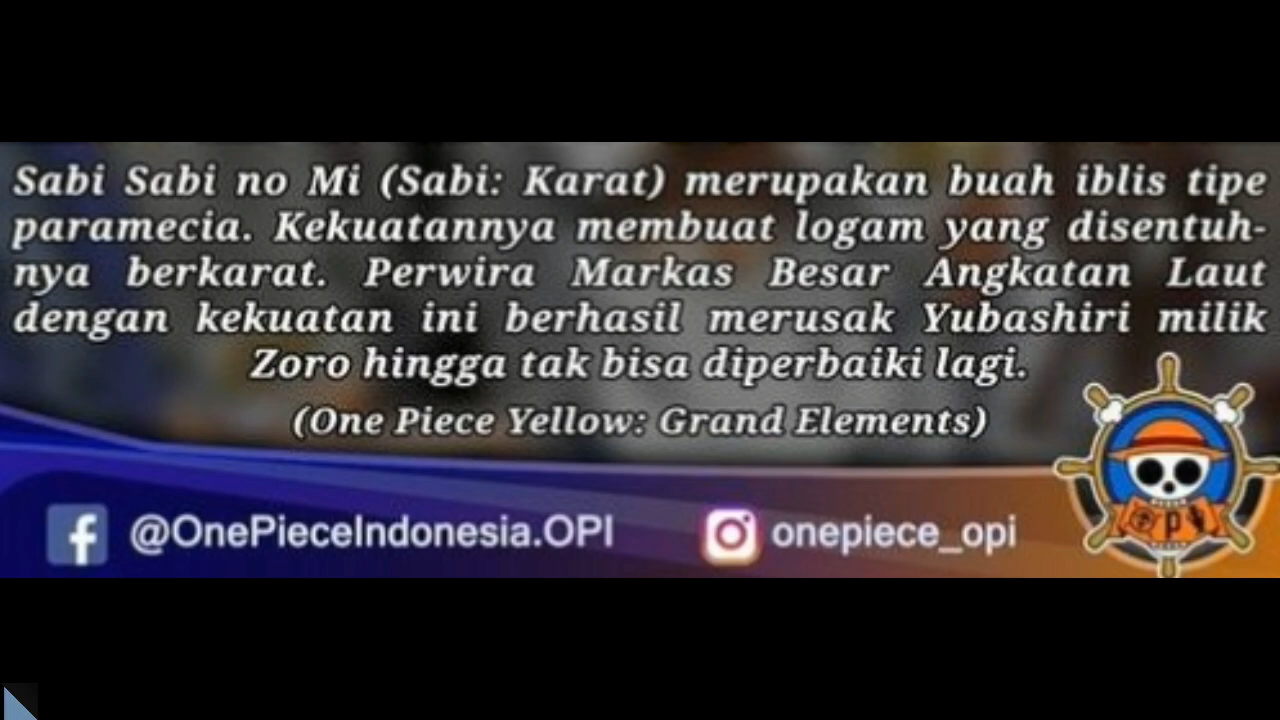 Sabi Sabi no Mi (Sabi: Karat) merupakan buah iblis tipe
paramecia. Kekuatannya membuat logam yang disentuh-
nya berkarat. Perwira Markas Besar Angkatan Laut
dengan kekuatan ini berhasil merusak Yubashiri milik
Zoro hingga tak bisa diperbaiki lagi.
(One Piece Yellow: Grand Elements)
@OnePieceIndonesia.OPI onepiece_opi
OPI